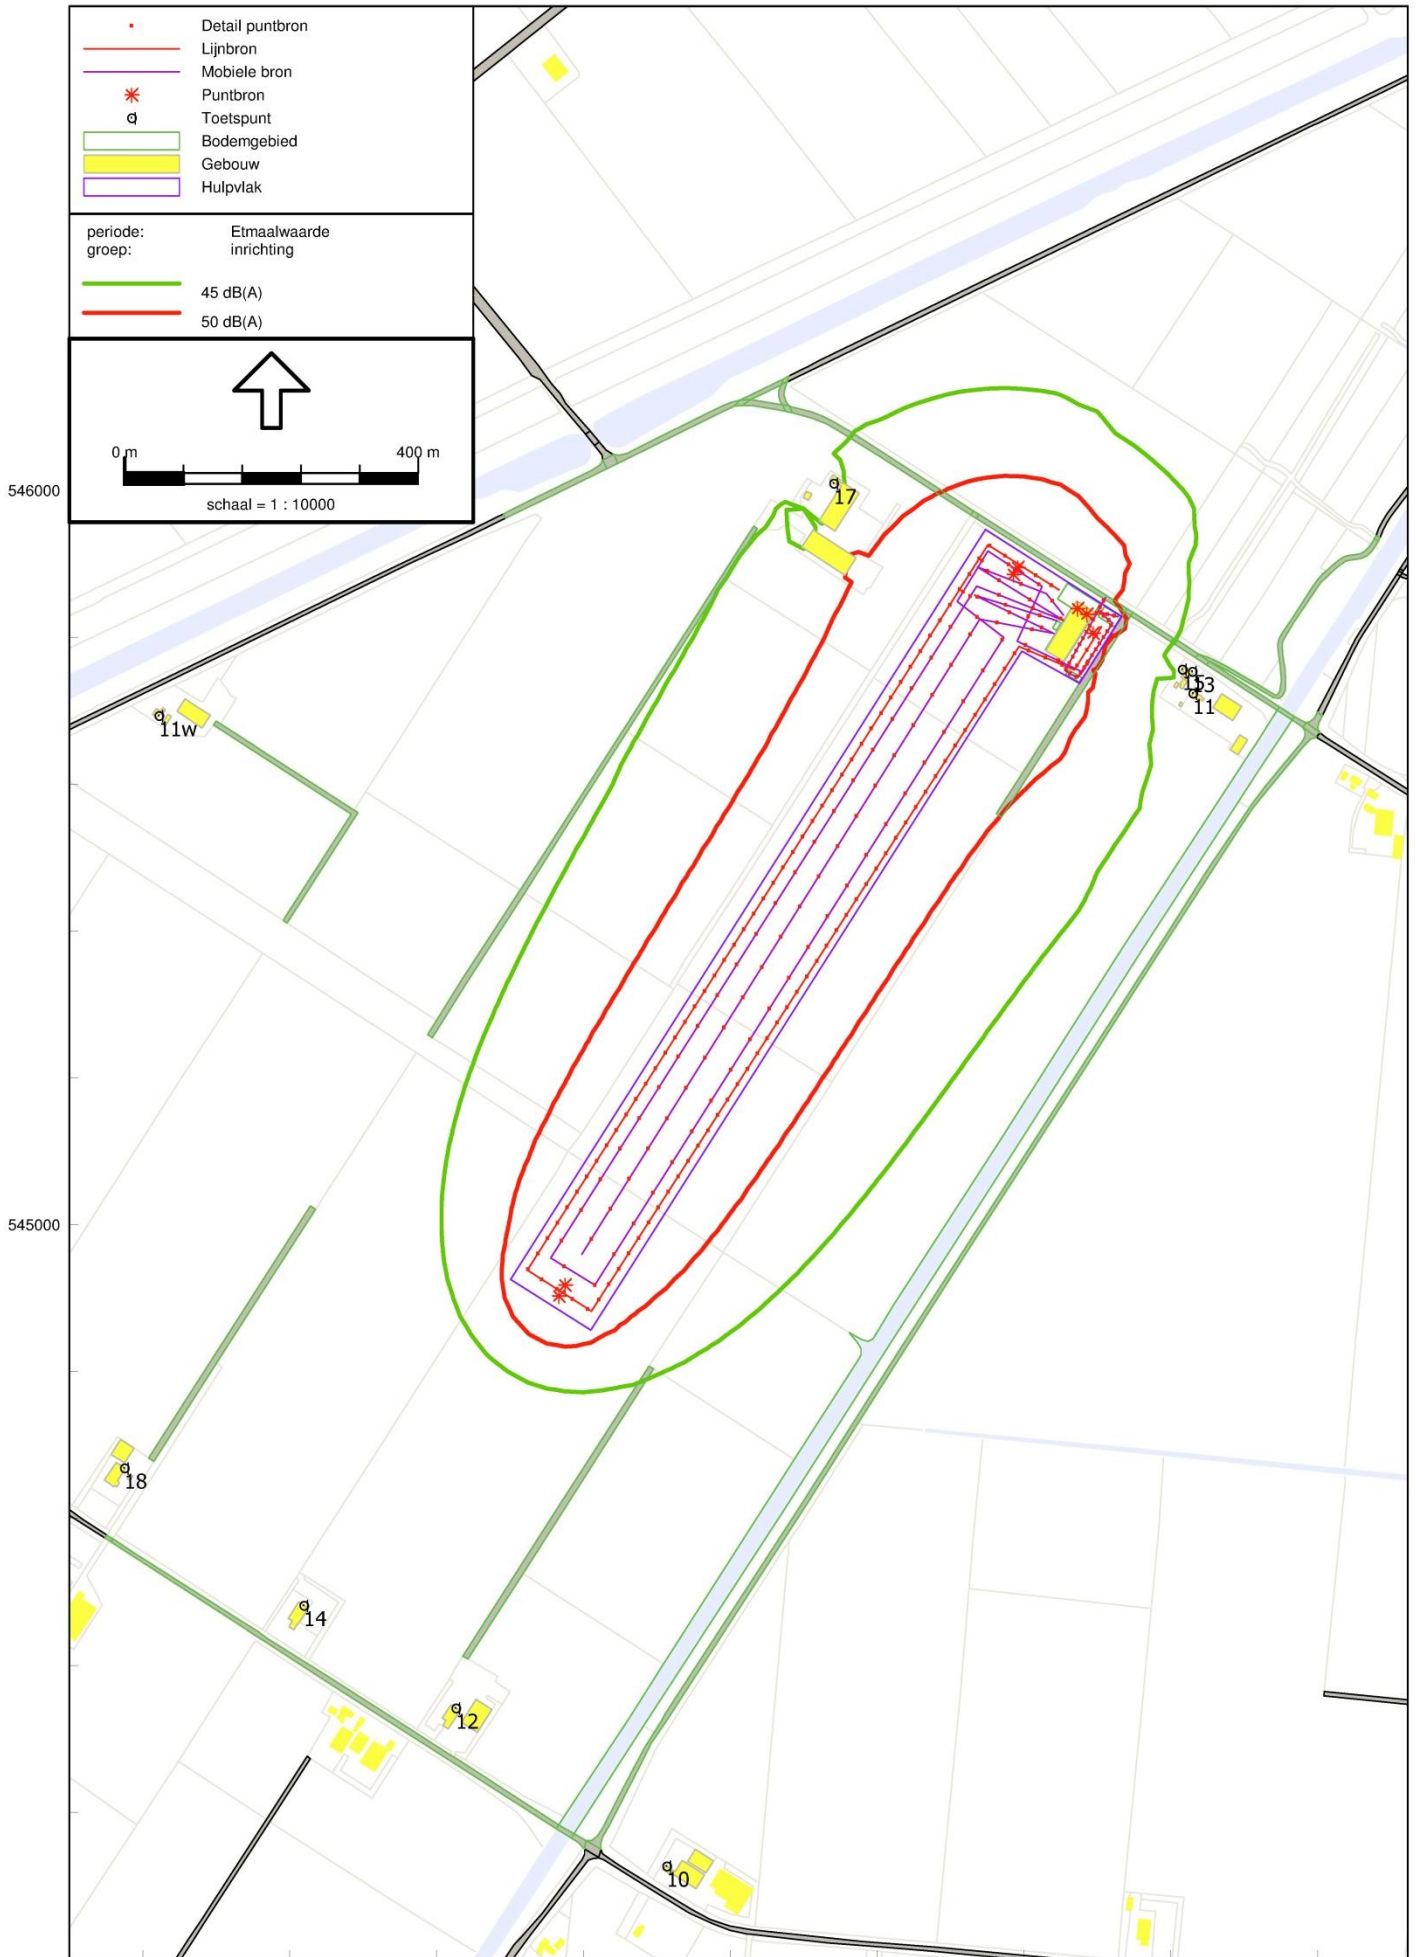 Detail puntbron
Lijnbron
Mobiele bron
Puntbron
Toetspunt
Bodemgebied
Gebouw
Hulpvlak
periode: Etmaalwaarde
groep: inrichting
45 dB(A)
50 dB(A)
0 m 400 m
schaal = 1 : 10000
546000
17
15
13
11
11w
545000
18
14
12
10